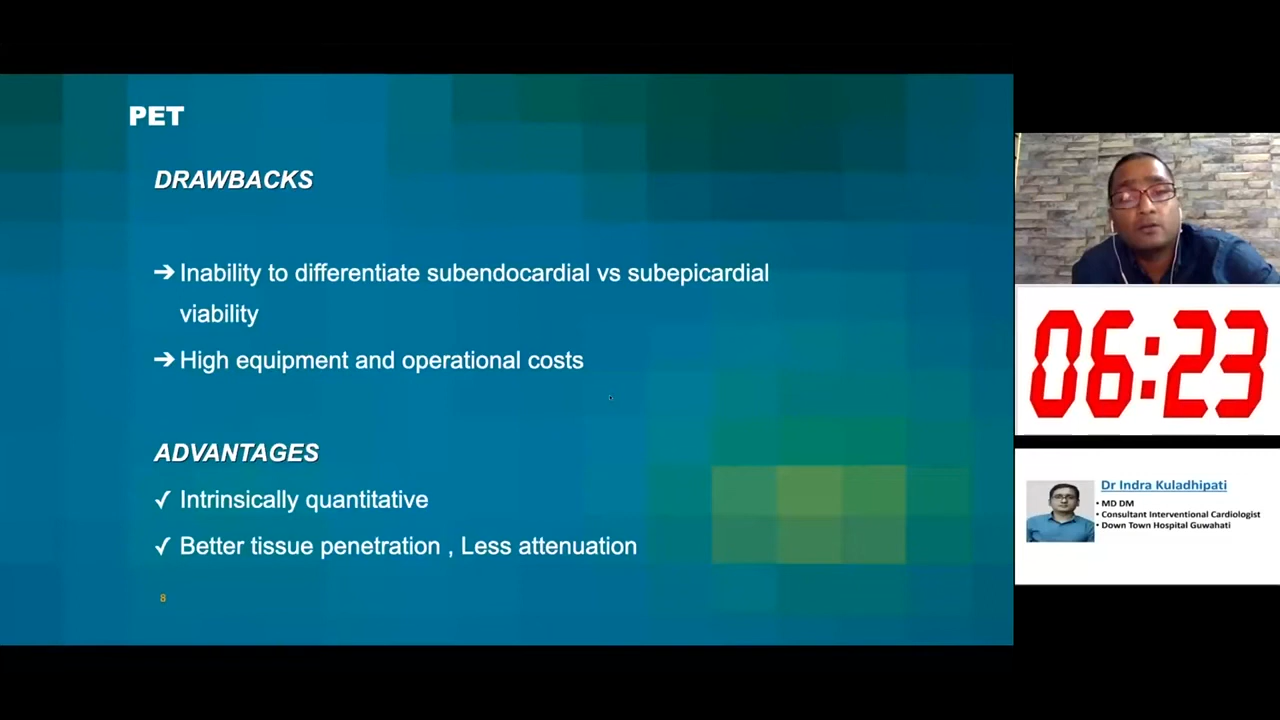 PET
DRAWBACKS
➔ Inability to differentiate subendocardial vs subepicardial
viability
➔ High equipment and operational costs
ADVANTAGES
✓ Intrinsically quantitative
✓ Better tissue penetration , Less attenuation
8
06:23
Dr Indra Kuladhipati
• MD DM
• Consultant Interventional Cardiologist
• Down Town Hospital Guwahati